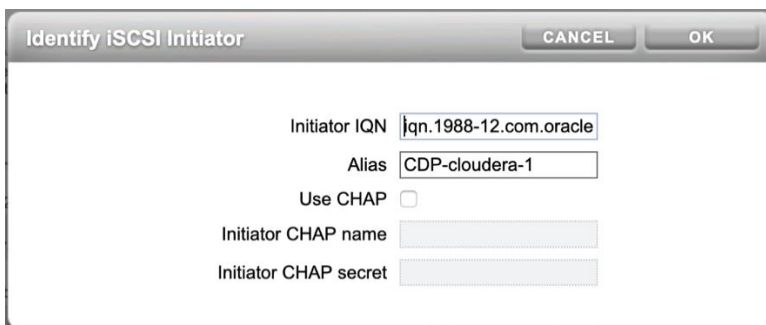 Identify iSCSI Initiator CANCEL OK
Initiator IQN iqn.1988-12.com.oracle
Alias CDP-cloudera-1
Use CHAP
Initiator CHAP name
Initiator CHAP secret